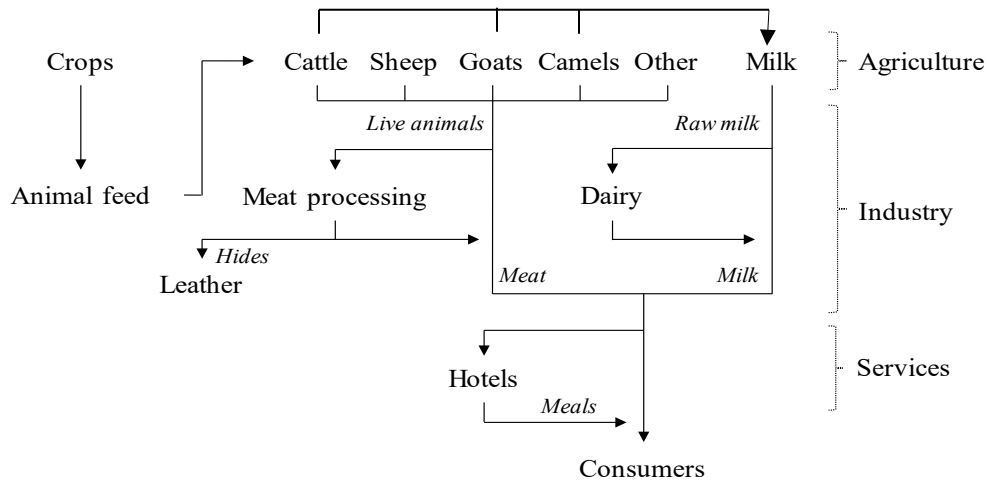 Crops
Cattle Sheep Goats Camels Other Milk
Agriculture
Live animals
Raw milk
Animal feed
Meat processing
Dairy
Industry
Hides
Leather
Meat
Milk
Hotels
Services
Meals
Consumers